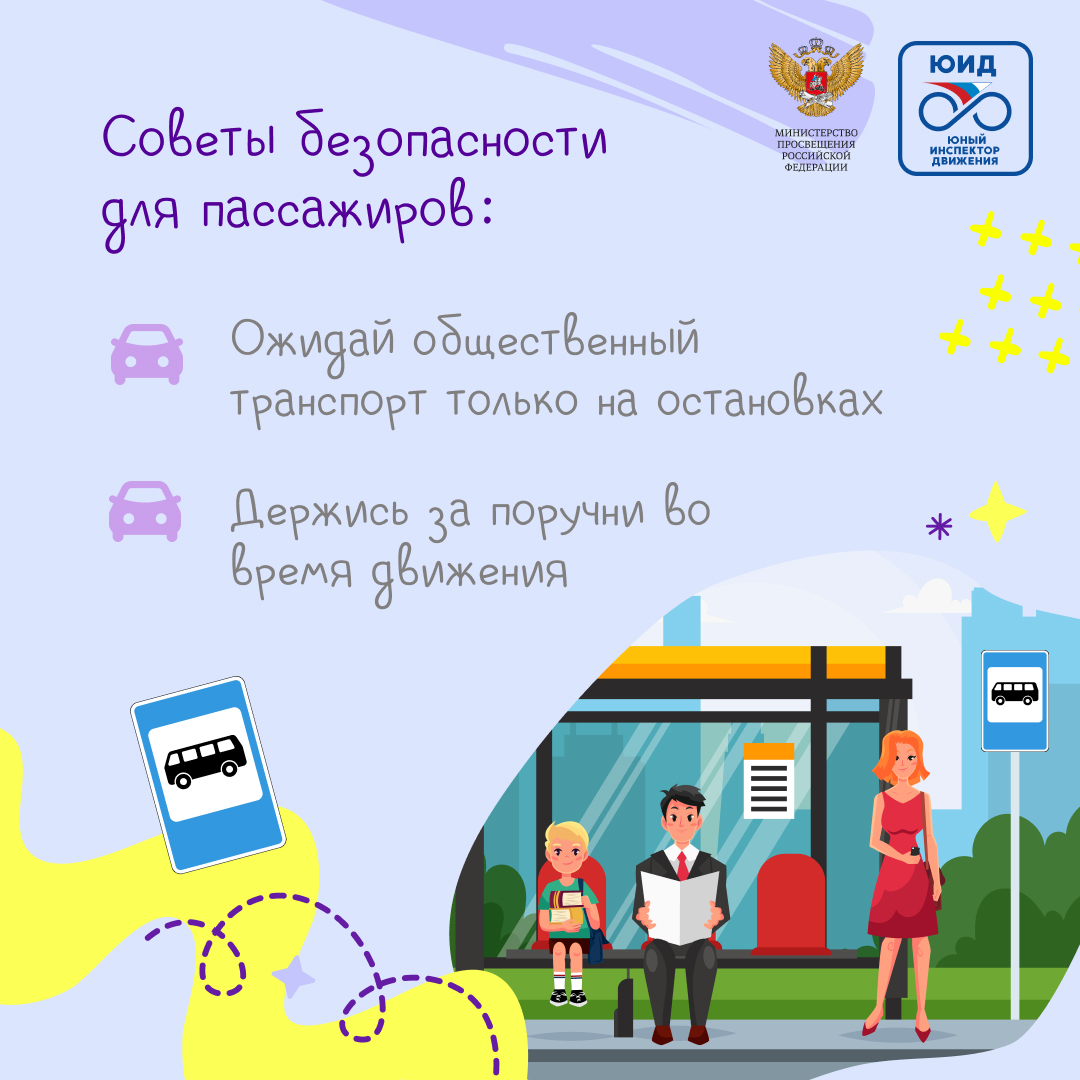 МИНИСТЕРСТВО
ПРОСВЕЩЕНИЯ
РОССИЙСКОЙ
ФЕДЕРАЦИИ
ЮИД
ЮНЫЙ
ИНСПЕКТОР
ДВИЖЕНИЯ
Советы безопасности
для пассажиров:
Ожидай общественный
транспорт только на остановках
Держись за поручни во
время движения